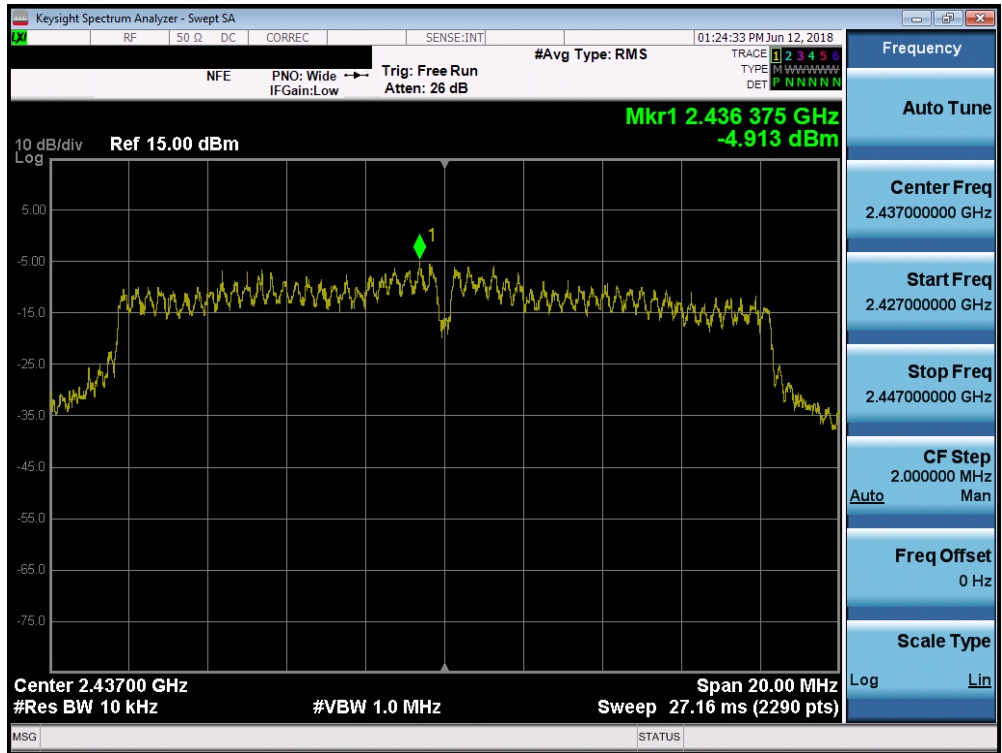 Keysight Spectrum Analyzer - Swept SA
LXI RF 50 Ω DC CORREC SENSE:INT 01:24:33 PM Jun 12, 2018
NFE PNO: Wide Trig: Free Run #Avg Type: RMS TRACE 1 2 3 4 5 6
IFGain:Low Atten: 26 dB TYPE M W W W W W
DET P N N N N N
Mkr1 2.436 375 GHz
-4.913 dBm
10 dB/div Ref 15.00 dBm
Log
5.00
-5.00
-15.0
-25.0
-35.0
-45.0
-55.0
-65.0
-75.0
1
Center 2.43700 GHz Span 20.00 MHz
#Res BW 10 kHz #VBW 1.0 MHz Sweep 27.16 ms (2290 pts)
MSG STATUS
Frequency
Auto Tune
Center Freq
2.437000000 GHz
Start Freq
2.427000000 GHz
Stop Freq
2.447000000 GHz
CF Step
2.000000 MHz
Auto Man
Freq Offset
0 Hz
Scale Type
Log Lin